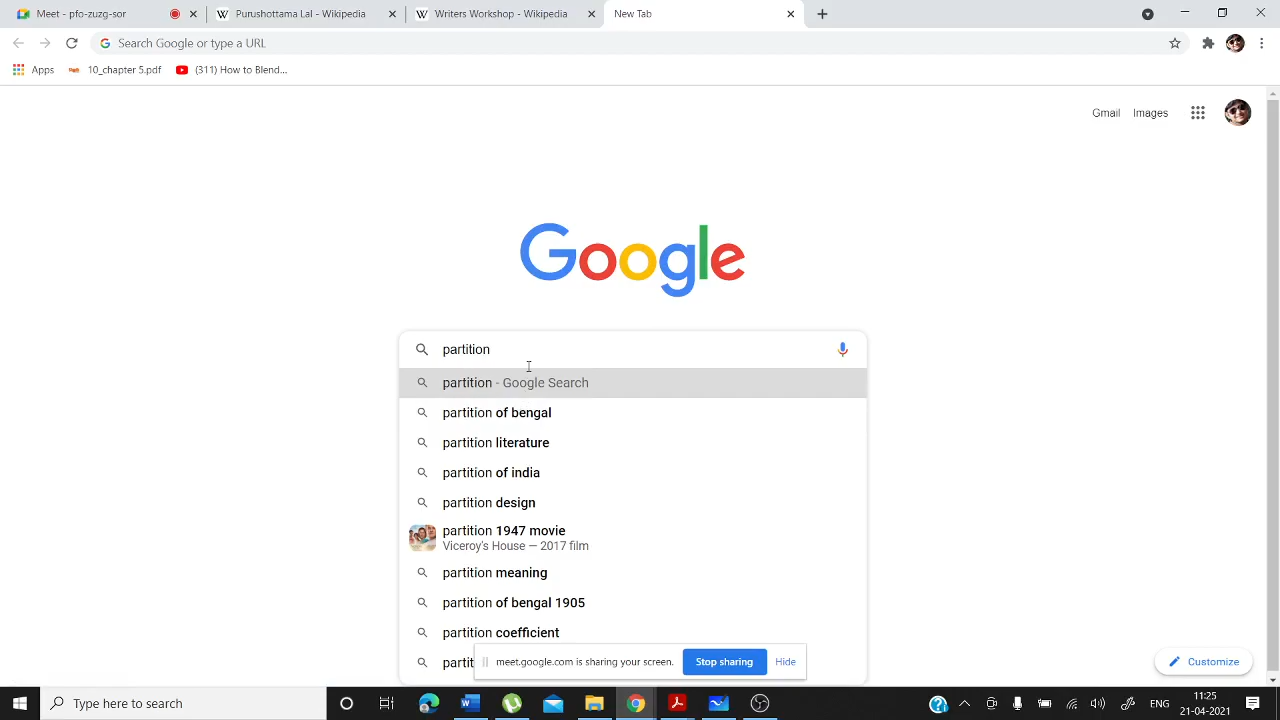 Meet - pfo-zuzg-xgr
Purushottama Lal - Wikipedia
Writers Workshop - Wikipedia
New Tab
Search Google or type a URL
Apps
10_chapter 5.pdf
(311) How to Blend...
Gmail
Images
Google
partition
partition - Google Search
partition of bengal
partition literature
partition of india
partition design
partition 1947 movie
Viceroy's House — 2017 film
partition meaning
partition of bengal 1905
partition coefficient
meet.google.com is sharing your screen.
Stop sharing
Hide
Customize
Type here to search
ENG
11:25
21-04-2021